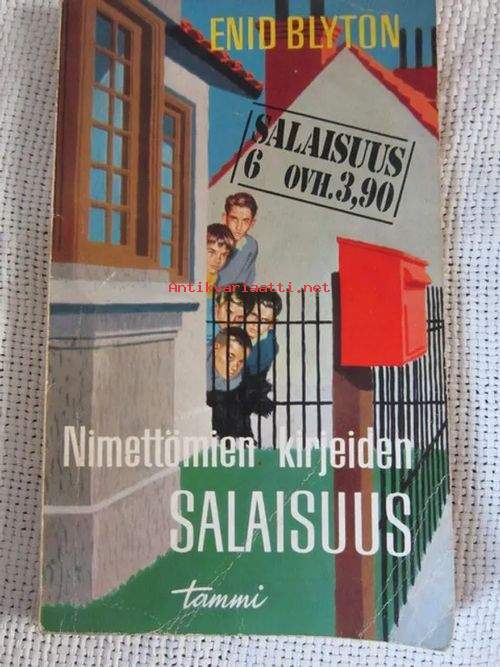 ENID BLYTON
SALAISUUS
6 OVH. 3,90
Antikvariaatti.net
Nimettömien kirjeiden
SALAISUUS
tammi